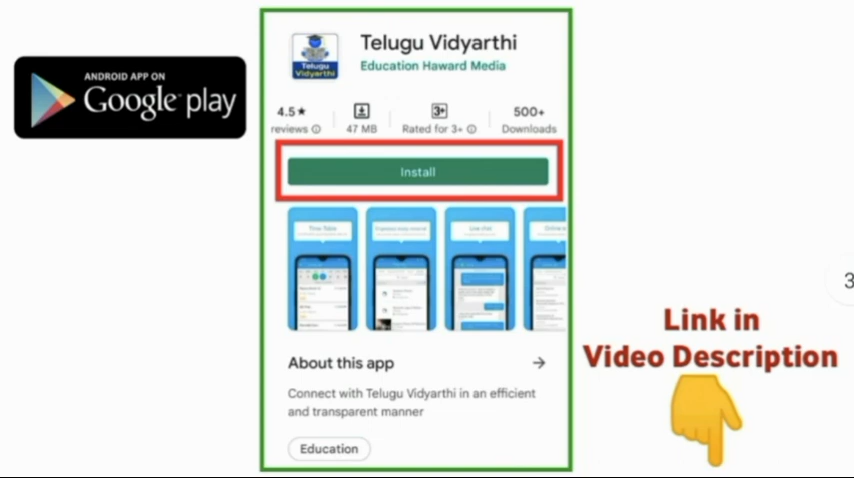 ANDROID APP ON
Google play
Telugu
Vidyarthi
Telugu Vidyarthi
Education Haward Media
4.5★
reviews
47 MB
3+
Rated for 3+
500+
Downloads
Install
Time Table
Live chat
About this app
Connect with Telugu Vidyarthi in an efficient
and transparent manner
Education
3
Link in
Video Description